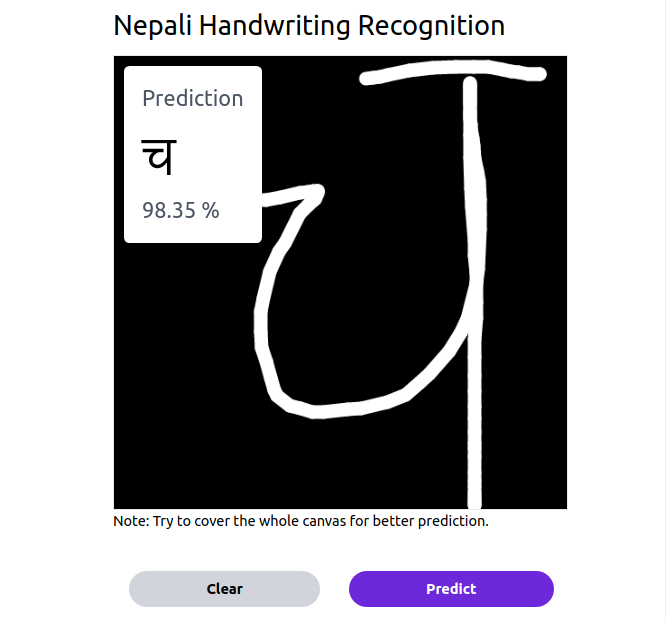 Nepali Handwriting Recognition
Prediction
च
98.35 %
च
Note: Try to cover the whole canvas for better prediction.
Clear
Predict